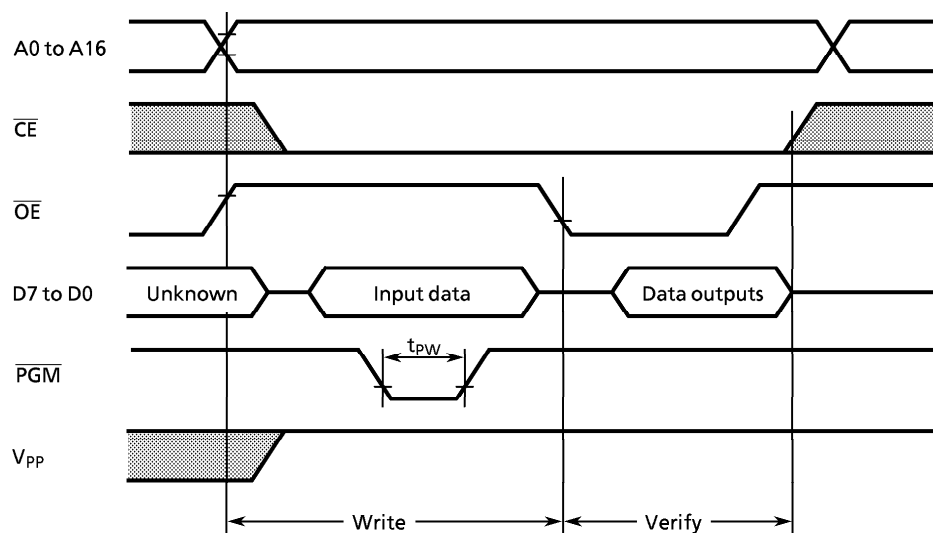 A0 to A16
CE
OE
D7 to D0 Unknown Input data Data outputs
PGM tPW
VPP
Write Verify